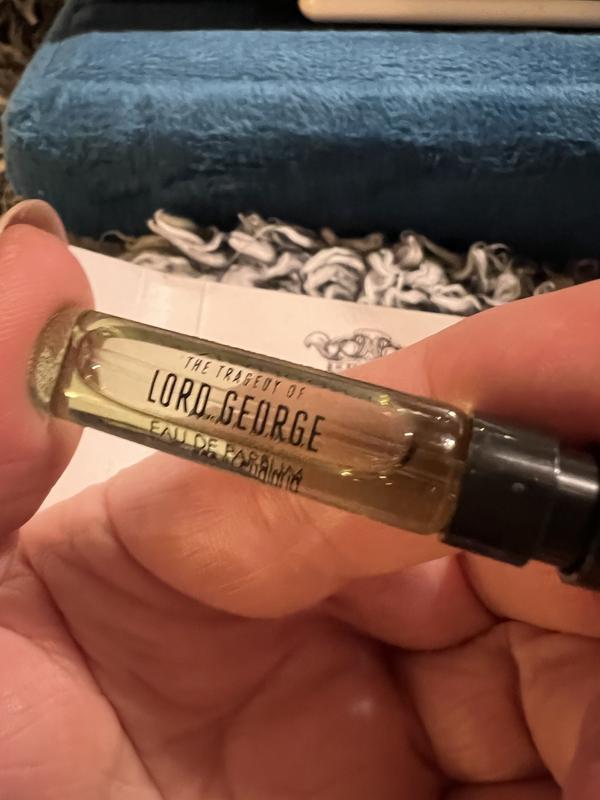 THE TRAGEDY OF
LORD GEORGE
EAU DE PARFUM